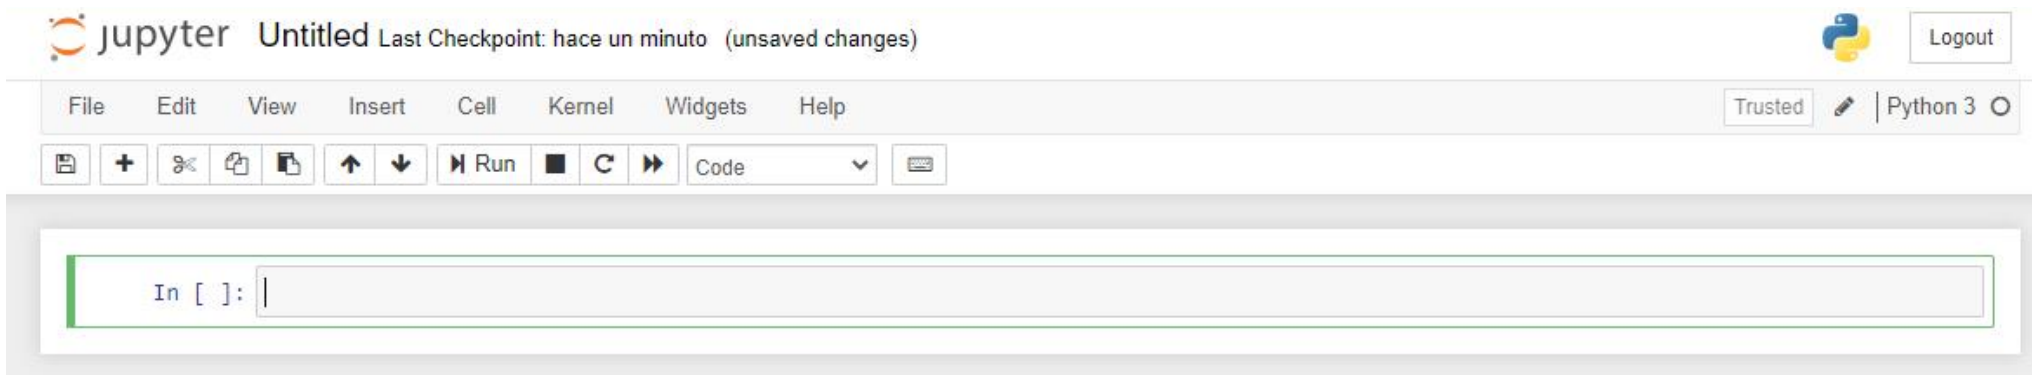 jupyter Untitled Last Checkpoint: hace un minuto (unsaved changes) Logout
File Edit View Insert Cell Kernel Widgets Help Trusted Python 3
Run Code
In [ ]: